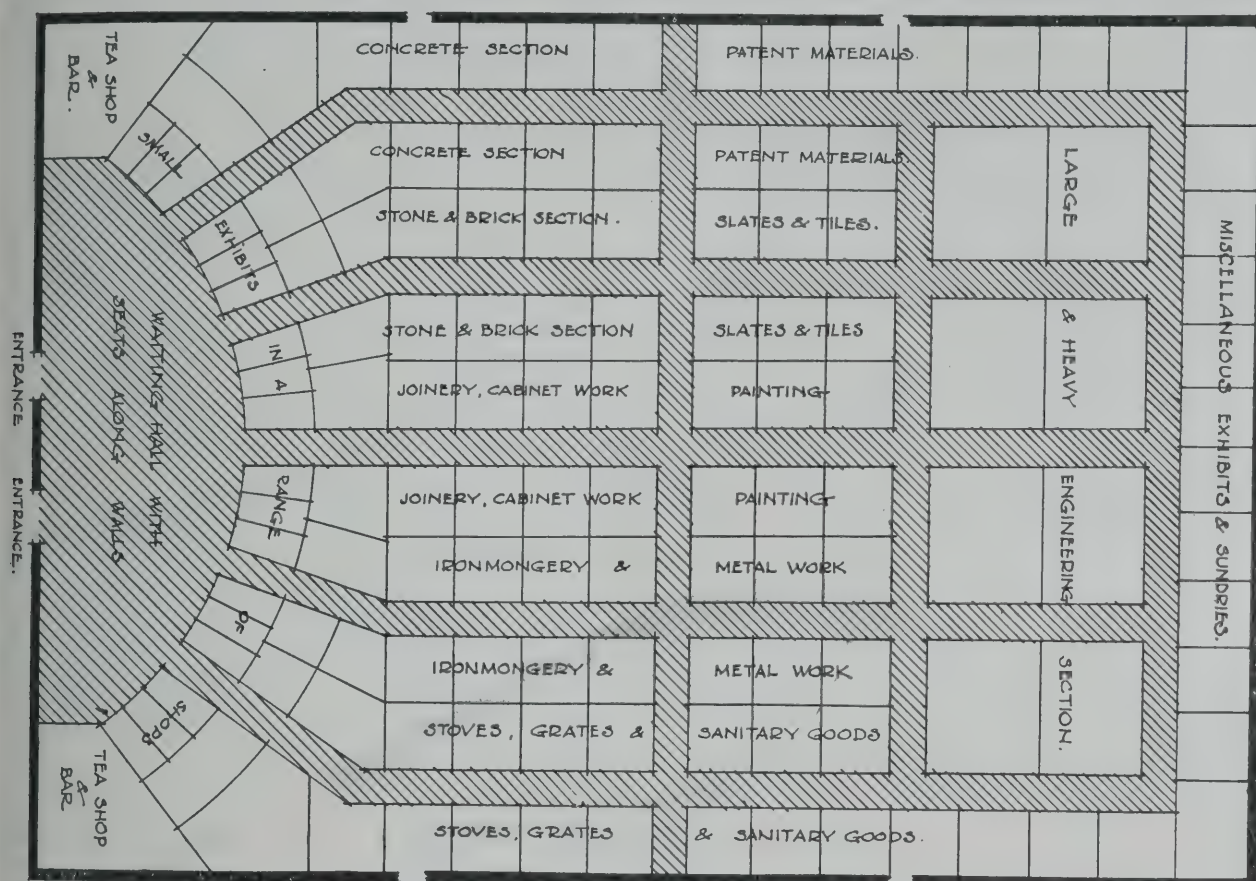 TEA SHOP
&
BAR.
CONCRETE SECTION
PATENT MATERIALS.
SMALL
EXHIBITS
IN A
RANGE
OF
SHOPS
CONCRETE SECTION
PATENT MATERIALS.
STONE & BRICK SECTION.
SLATES & TILES.
STONE & BRICK SECTION
SLATES & TILES
JOINERY, CABINET WORK
PAINTING
JOINERY, CABINET WORK
PAINTING
IRONMONGERY &
METAL WORK
IRONMONGERY &
METAL WORK
STOVES, GRATES &
SANITARY GOODS
STOVES, GRATES
& SANITARY GOODS.
LARGE
& HEAVY
ENGINEERING
SECTION.
MISCELLANEOUS EXHIBITS & SUNDRIES.
WAITING HALL WITH
SEATS ALONG WALLS
ENTRANCE
ENTRANCE.
TEA SHOP
&
BAR